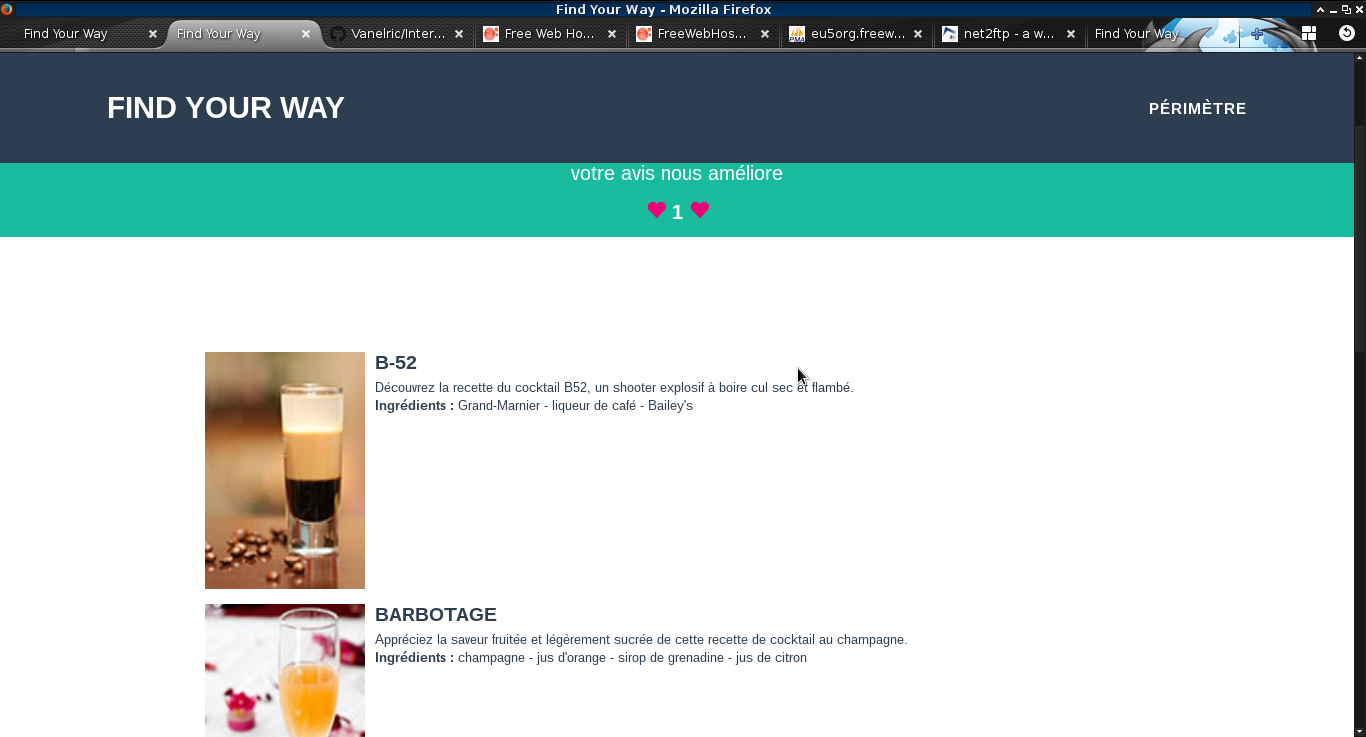 Find Your Way - Mozilla Firefox
Find Your Way
Find Your Way
Vanelric/Inter...
Free Web Ho...
FreeWebHos...
eu5org.freew...
net2ftp - a w...
Find Your Way
FIND YOUR WAY
PÉRIMÈTRE
votre avis nous améliore
1
B-52
Découvrez la recette du cocktail B52, un shooter explosif à boire cul sec et flambé.
Ingrédients : Grand-Marnier - liqueur de café - Bailey's
BARBOTAGE
Appréciez la saveur fruitée et légèrement sucrée de cette recette de cocktail au champagne.
Ingrédients : champagne - jus d'orange - sirop de grenadine - jus de citron